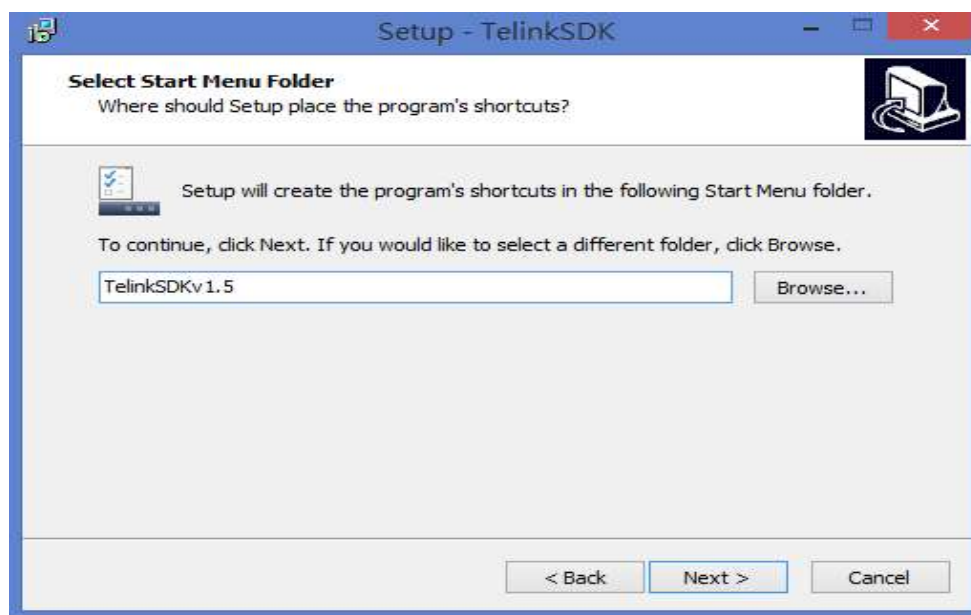 Setup - TelinkSDK
Select Start Menu Folder
Where should Setup place the program's shortcuts?
Setup will create the program's shortcuts in the following Start Menu folder.
To continue, click Next. If you would like to select a different folder, click Browse.
TelinkSDKv1.5
Browse...
< Back
Next >
Cancel